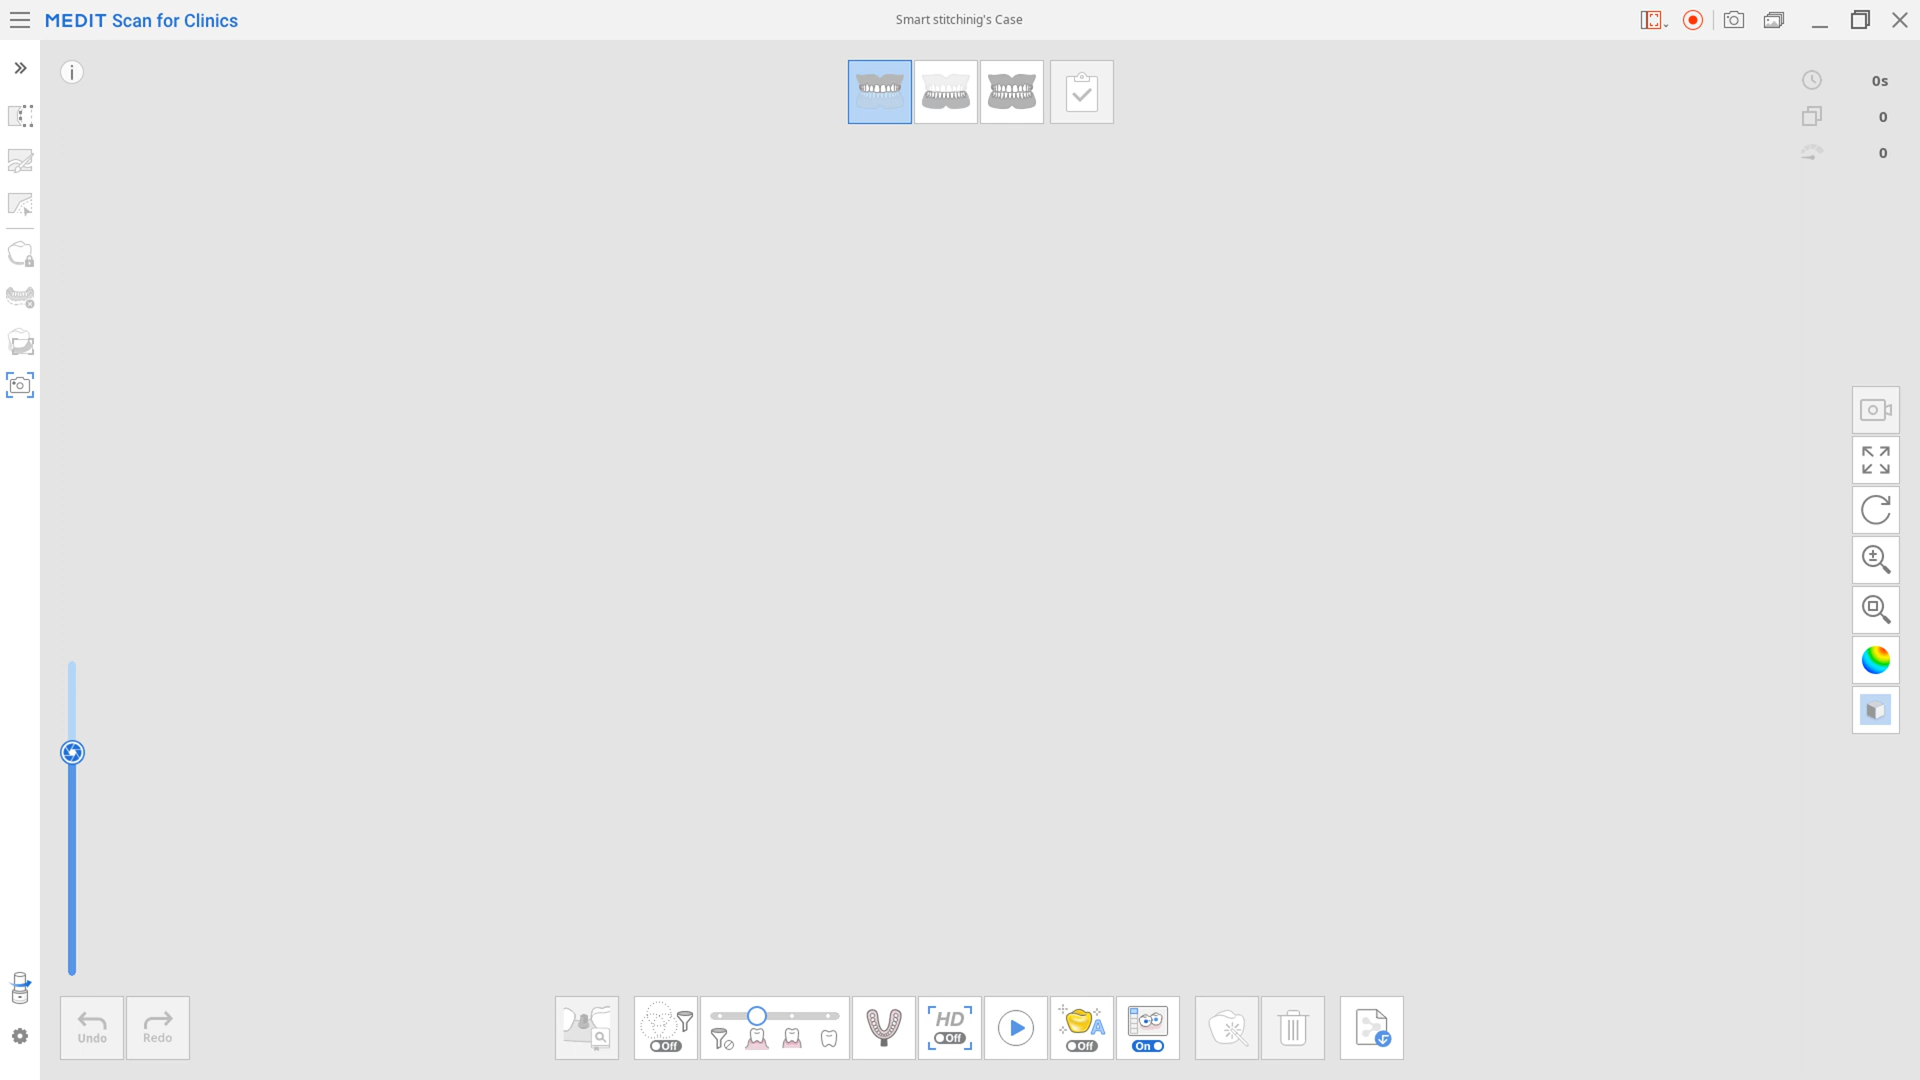 MEDIT Scan for Clinics
Smart stitchinig's Case
i
0s
0
0
Undo
Redo
Off
HD
Off
A
Off
On